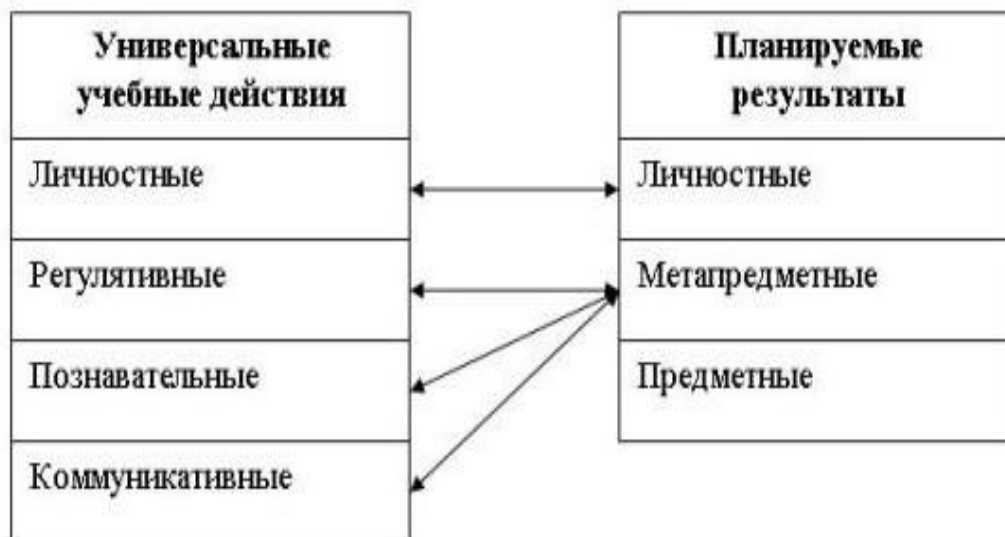 Универсальные
учебные действия
Личностные
Регулятивные
Познавательные
Коммуникативные
Планируемые
результаты
Личностные
Метапредметные
Предметные